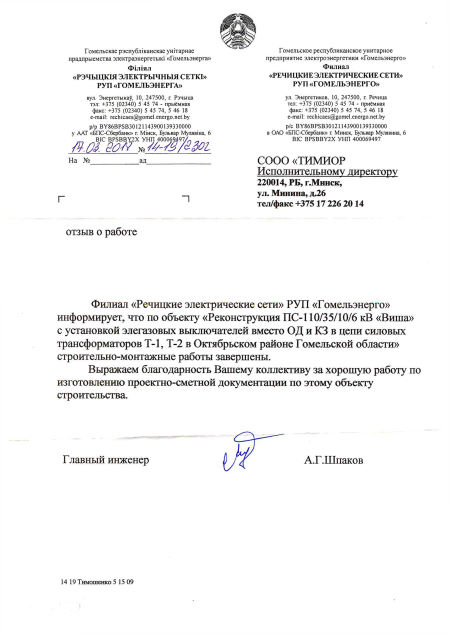 Гомельскае рэспубліканскае унітарнае
прадпрыемства электраэнергетыкі «Гомельэнерга»
Філіял
«РЭЧЫЦКІЯ ЭЛЕКТРЫЧНЫЯ СЕТКІ»
РУП «ГОМЕЛЬЭНЕРГА»
вул. Энергетыкаў, 10, 247500, г. Рэчыца
тэл: +375 (02340) 5 45 74 - прыёмная
факс: +375 (02340) 5 45 74, 5 46 18
e-mail: rechicaes@gomel.energo.net.by
р/р BY86BPSB30121143900139330000
у ААТ «БПС-Сбербанк» г. Мінск, Бульвар Мулявіна, 6
BIC BPSBBY2X УНП 400069497
№ 14-19/2302
На № ад
Гомельское республиканское унитарное
предприятие электроэнергетики «Гомельэнерго»
Филиал
«РЕЧИЦКИЕ ЭЛЕКТРИЧЕСКИЕ СЕТИ»
РУП «ГОМЕЛЬЭНЕРГО»
ул. Энергетиков, 10, 247500, г. Речица
тел: +375 (02340) 5 45 74 - приёмная
факс: +375 (02340) 5 45 74, 5 46 18
e-mail: rechicaes@gomel.energo.net.by
р/с BY86BPSB30121143900139330000
в ОАО «БПС-Сбербанк» г. Минск, Бульвар Мулявина, 6
BIC BPSBBY2X УНП 400069497
СООО «ТИМИОР
Исполнительному директору
220014, РБ, г.Минск,
ул. Минина, д.26
тел/факс +375 17 226 20 14
отзыв о работе
Филиал «Речицкие электрические сети» РУП «Гомельэнерго»
информирует, что по объекту «Реконструкция ПС-110/35/10/6 кВ «Виша»
с установкой элегазовых выключателей вместо ОД и КЗ в цепи силовых
трансформаторов Т-1, Т-2 в Октябрьском районе Гомельской области»
строительно-монтажные работы завершены.
Выражаем благодарность Вашему коллективу за хорошую работу по
изготовлению проектно-сметной документации по этому объекту
строительства.
Главный инженер А.Г.Шпаков
14 19 Тимошенко 5 15 09